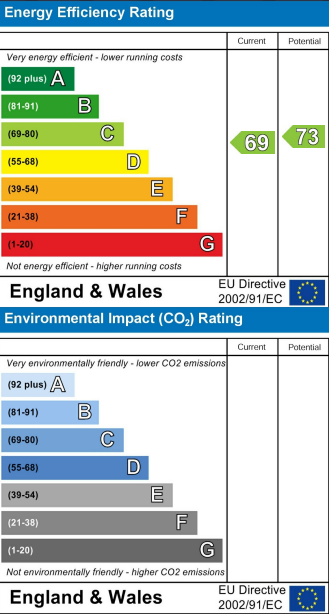 Energy Efficiency Rating
Current Potential
Very energy efficient - lower running costs
(92 plus) A
(81-91) B
(69-80) C
69 73
(55-68) D
(39-54) E
(21-38) F
(1-20) G
Not energy efficient - higher running costs
England & Wales
EU Directive
2002/91/EC
Environmental Impact (CO₂) Rating
Current Potential
Very environmentally friendly - lower CO2 emissions
(92 plus) A
(81-91) B
(69-80) C
(55-68) D
(39-54) E
(21-38) F
(1-20) G
Not environmentally friendly - higher CO2 emissions
England & Wales
EU Directive
2002/91/EC